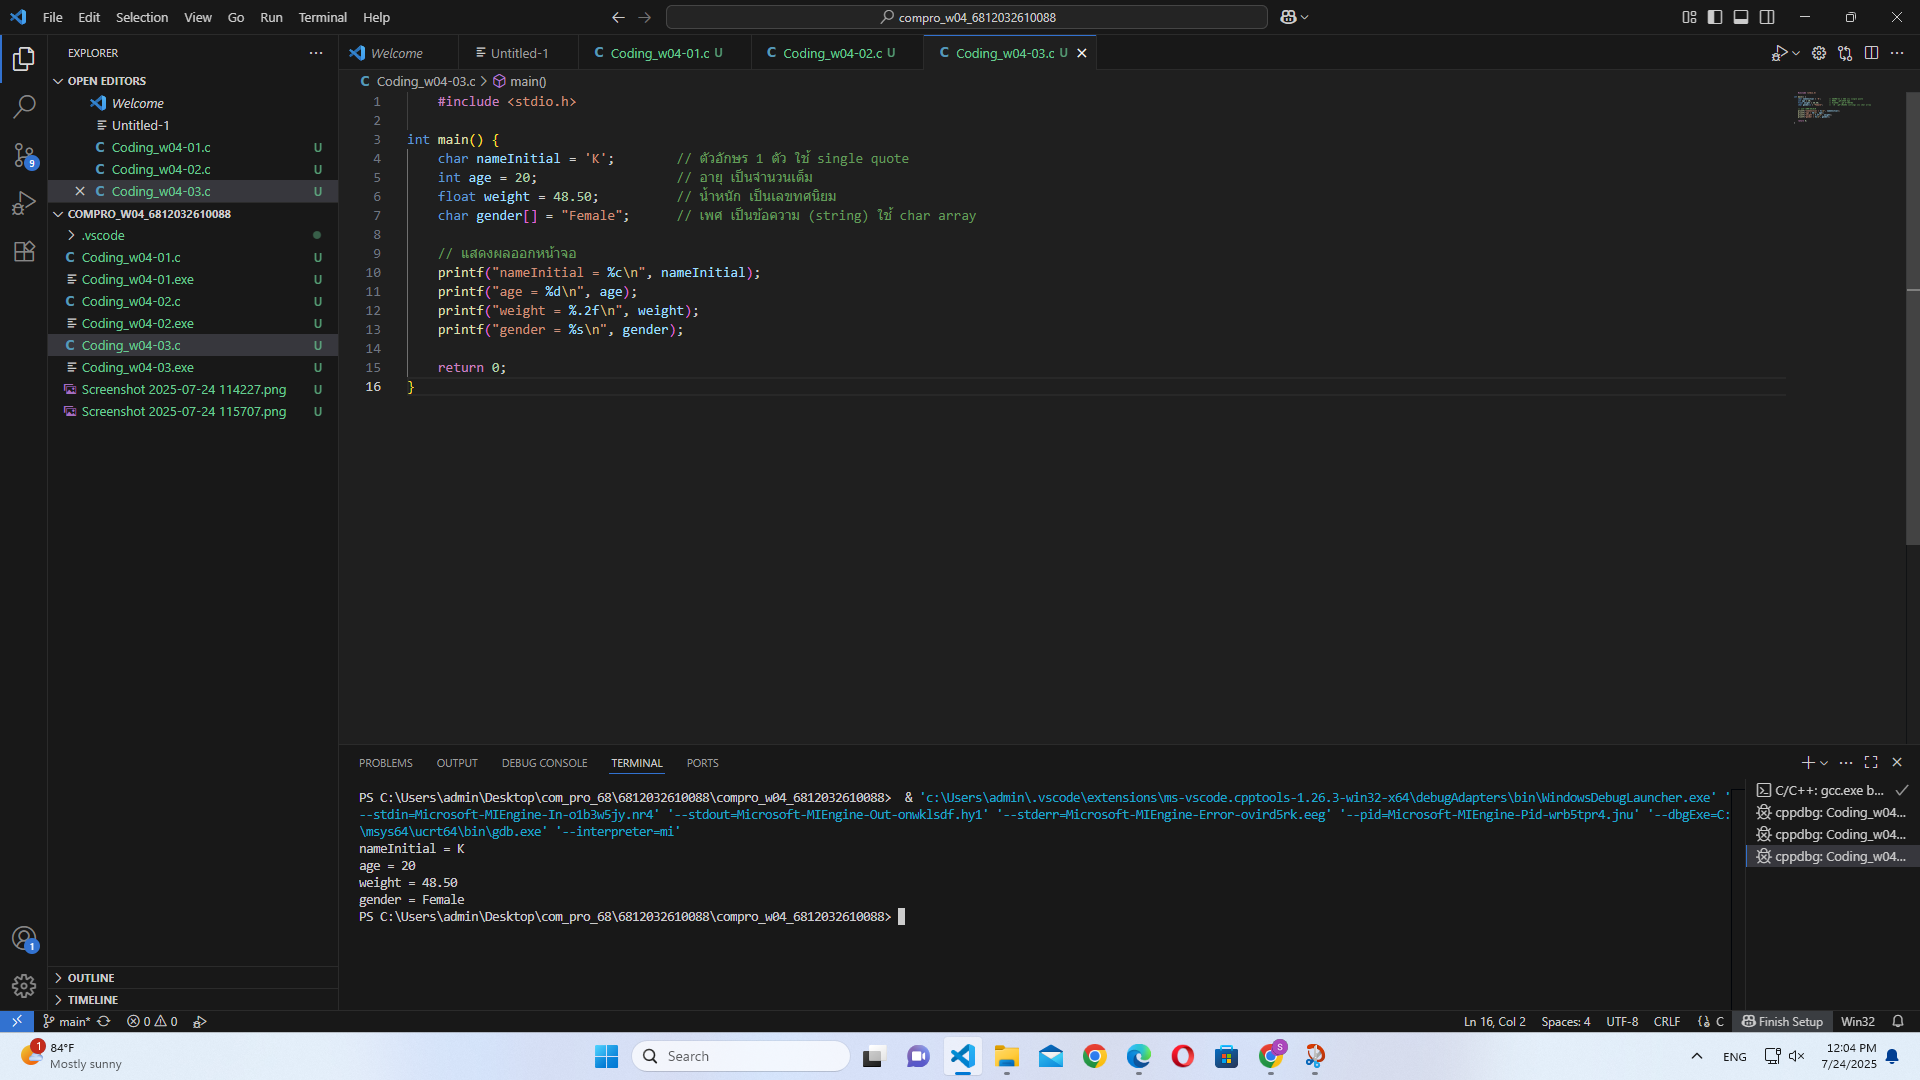 File Edit Selection View Go Run Terminal Help
compro_w04_6812032610088
EXPLORER
OPEN EDITORS
Welcome
Untitled-1
Coding_w04-01.c U
Coding_w04-02.c U
Coding_w04-03.c U
COMPRO_W04_6812032610088
.vscode
Coding_w04-01.c U
Coding_w04-01.exe U
Coding_w04-02.c U
Coding_w04-02.exe U
Coding_w04-03.c U
Coding_w04-03.exe U
Screenshot 2025-07-24 114227.png U
Screenshot 2025-07-24 115707.png U
OUTLINE
TIMELINE
9
1
Welcome Untitled-1 Coding_w04-01.c U Coding_w04-02.c U Coding_w04-03.c U
Coding_w04-03.c > main()
1 #include <stdio.h>
2
3 int main() {
4 char nameInitial = 'K'; // ตัวอักษร 1 ตัว ใช้ single quote
5 int age = 20; // อายุ เป็นจำนวนเต็ม
6 float weight = 48.50; // น้ำหนัก เป็นเลขทศนิยม
7 char gender[] = "Female"; // เพศ เป็นข้อความ (string) ใช้ char array
8
9 // แสดงผลออกหน้าจอ
10 printf("nameInitial = %c\n", nameInitial);
11 printf("age = %d\n", age);
12 printf("weight = %.2f\n", weight);
13 printf("gender = %s\n", gender);
14
15 return 0;
16 }
PROBLEMS OUTPUT DEBUG CONSOLE TERMINAL PORTS
PS C:\Users\admin\Desktop\com_pro_68\6812032610088\compro_w04_6812032610088>  & 'c:\Users\admin\.vscode\extensions\ms-vscode.cpptools-1.26.3-win32-x64\debugAdapters\bin\WindowsDebugLauncher.exe' '
--stdin=Microsoft-MIEngine-In-o1b3w5jy.nr4' '--stdout=Microsoft-MIEngine-Out-onwklsdf.hy1' '--stderr=Microsoft-MIEngine-Error-ovird5rk.eeg' '--pid=Microsoft-MIEngine-Pid-wrb5tpr4.jnu' '--dbgExe=C:
\msys64\ucrt64\bin\gdb.exe' '--interpreter=mi'
nameInitial = K
age = 20
weight = 48.50
gender = Female
PS C:\Users\admin\Desktop\com_pro_68\6812032610088\compro_w04_6812032610088>
C/C++: gcc.exe b...
cppdbg: Coding_w04...
cppdbg: Coding_w04...
cppdbg: Coding_w04...
main* 0 0
Ln 16, Col 2 Spaces: 4 UTF-8 CRLF {} C Finish Setup Win32
1
84°F
Mostly sunny
Search
S
ENG
12:04 PM
7/24/2025